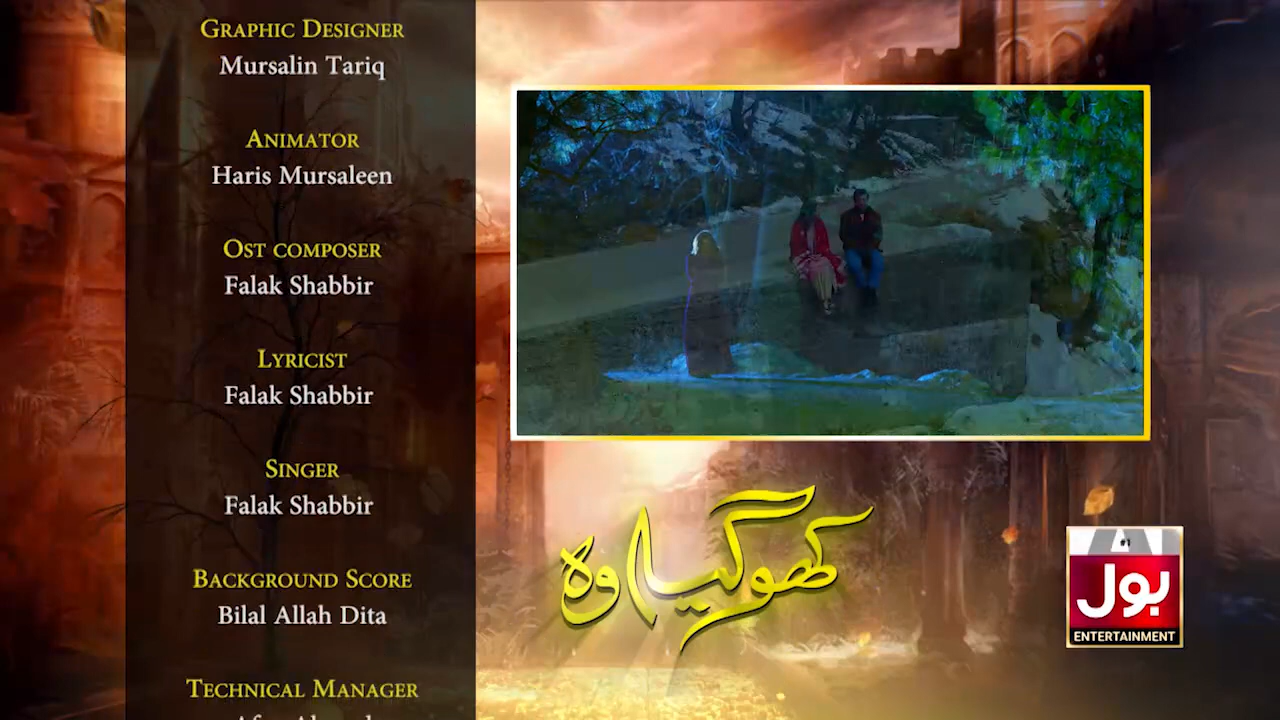 GRAPHIC DESIGNER
Mursalin Tariq
ANIMATOR
Haris Mursaleen
OST COMPOSER
Falak Shabbir
LYRICIST
Falak Shabbir
SINGER
Falak Shabbir
BACKGROUND SCORE
Bilal Allah Dita
TECHNICAL MANAGER
کھو گیا وہ
#1
بول
ENTERTAINMENT